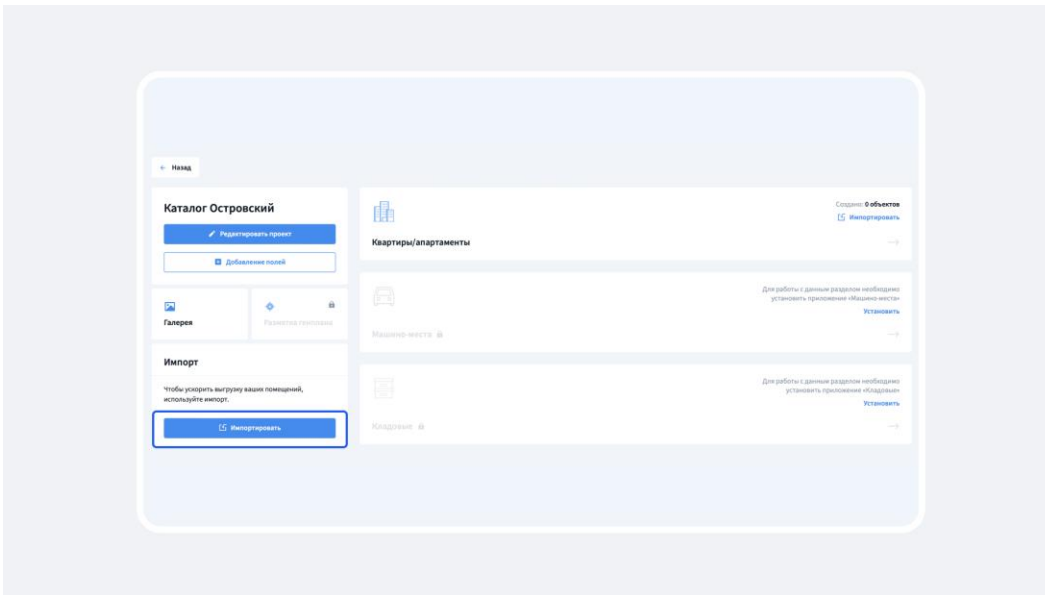 ← Назад
Каталог Островский
Редактировать проект
Добавление полей
Галерея
Разметка генплана
Импорт
Чтобы ускорить выгрузку ваших помещений,
используйте импорт.
Импортировать
Создано: 0 объектов
Импортировать
Квартиры/апартаменты
→
Для работы с данным разделом необходимо
установить приложение «Машино-места»
Установить
Машино-места
→
Для работы с данным разделом необходимо
установить приложение «Кладовые»
Установить
Кладовые
→